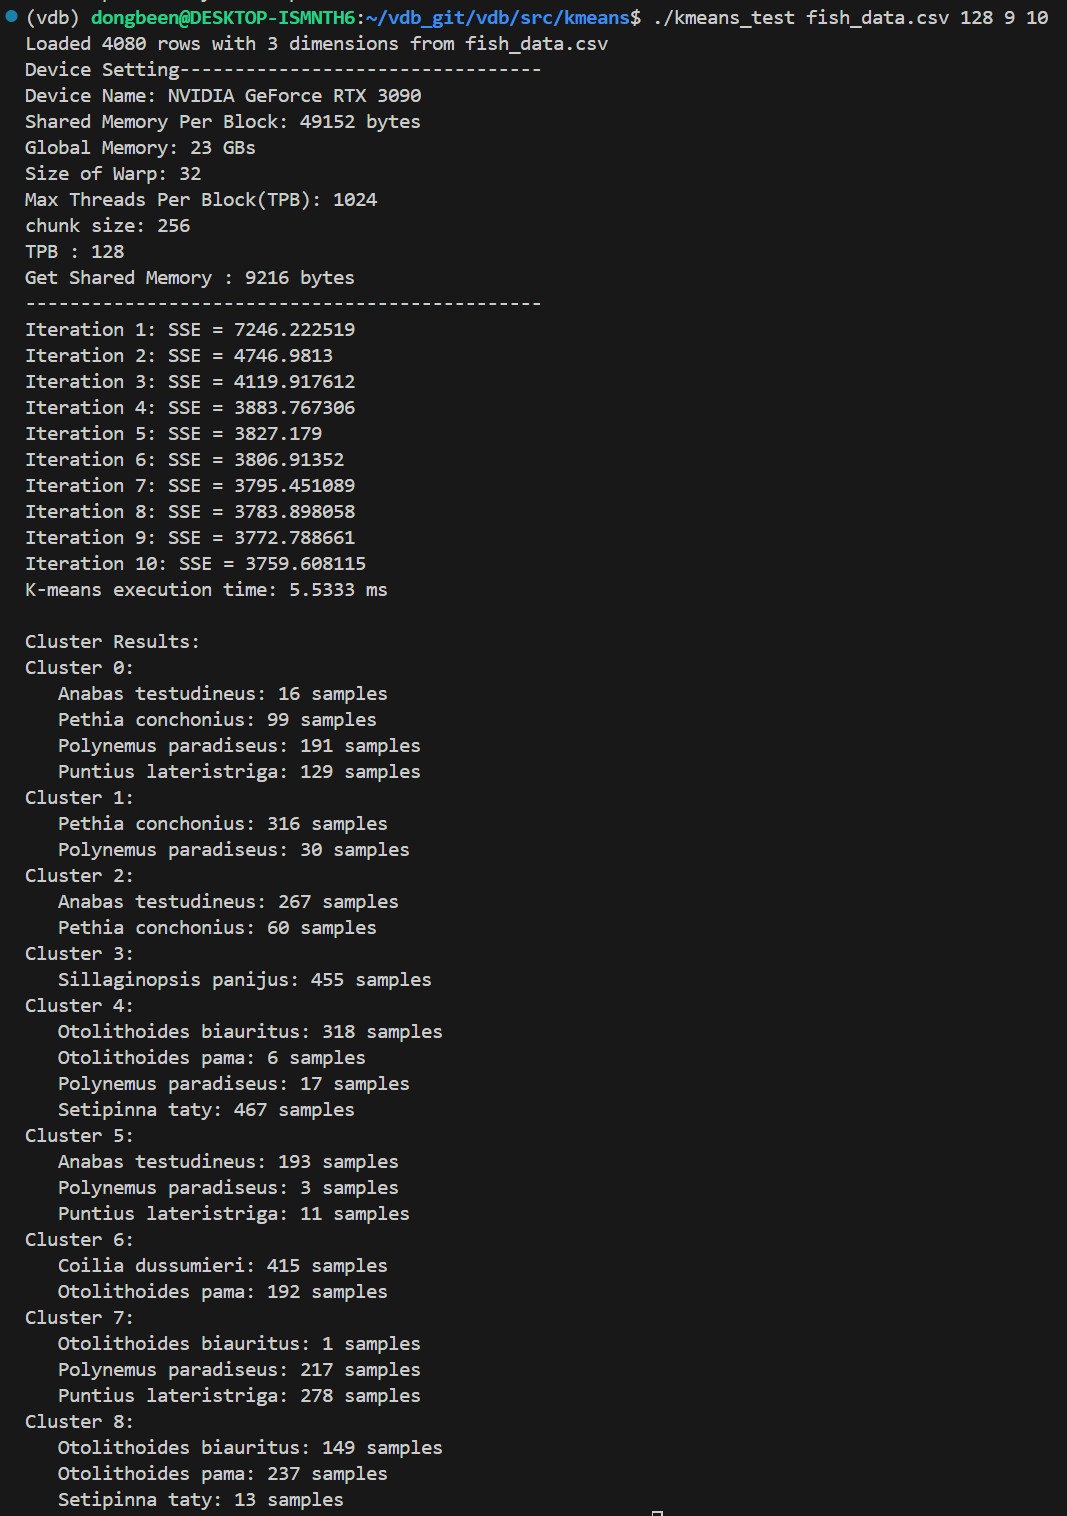 (vdb) dongbeen@DESKTOP-ISMNTH6:~/vdb_git/vdb/src/kmeans$ ./kmeans_test fish_data.csv 128 9 10
Loaded 4080 rows with 3 dimensions from fish_data.csv
Device Setting---------------------------------
Device Name: NVIDIA GeForce RTX 3090
Shared Memory Per Block: 49152 bytes
Global Memory: 23 GBs
Size of Warp: 32
Max Threads Per Block(TPB): 1024
chunk size: 256
TPB : 128
Get Shared Memory : 9216 bytes
-----------------------------------------------
Iteration 1: SSE = 7246.222519
Iteration 2: SSE = 4746.9813
Iteration 3: SSE = 4119.917612
Iteration 4: SSE = 3883.767306
Iteration 5: SSE = 3827.179
Iteration 6: SSE = 3806.91352
Iteration 7: SSE = 3795.451089
Iteration 8: SSE = 3783.898058
Iteration 9: SSE = 3772.788661
Iteration 10: SSE = 3759.608115
K-means execution time: 5.5333 ms

Cluster Results:
Cluster 0:
   Anabas testudineus: 16 samples
   Pethia conchonius: 99 samples
   Polynemus paradiseus: 191 samples
   Puntius lateristriga: 129 samples
Cluster 1:
   Pethia conchonius: 316 samples
   Polynemus paradiseus: 30 samples
Cluster 2:
   Anabas testudineus: 267 samples
   Pethia conchonius: 60 samples
Cluster 3:
   Sillaginopsis panijus: 455 samples
Cluster 4:
   Otolithoides biauritus: 318 samples
   Otolithoides pama: 6 samples
   Polynemus paradiseus: 17 samples
   Setipinna taty: 467 samples
Cluster 5:
   Anabas testudineus: 193 samples
   Polynemus paradiseus: 3 samples
   Puntius lateristriga: 11 samples
Cluster 6:
   Coilia dussumieri: 415 samples
   Otolithoides pama: 192 samples
Cluster 7:
   Otolithoides biauritus: 1 samples
   Polynemus paradiseus: 217 samples
   Puntius lateristriga: 278 samples
Cluster 8:
   Otolithoides biauritus: 149 samples
   Otolithoides pama: 237 samples
   Setipinna taty: 13 samples